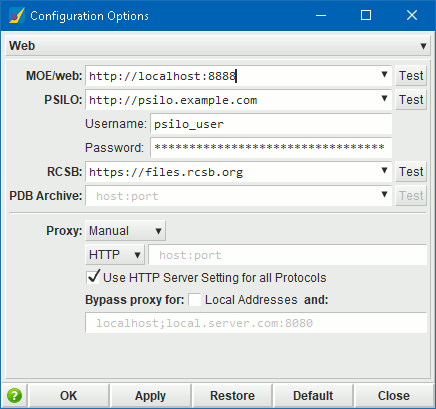 Configuration Options
Web
MOE/web: http://localhost:8888 Test
PSILO: http://psilo.example.com Test
Username: psilo_user
Password: *********************************
RCSB: https://files.rcsb.org Test
PDB Archive: host:port Test
Proxy: Manual
HTTP host:port
Use HTTP Server Setting for all Protocols
Bypass proxy for: Local Addresses and:
localhost;local.server.com:8080
? OK Apply Restore Default Close